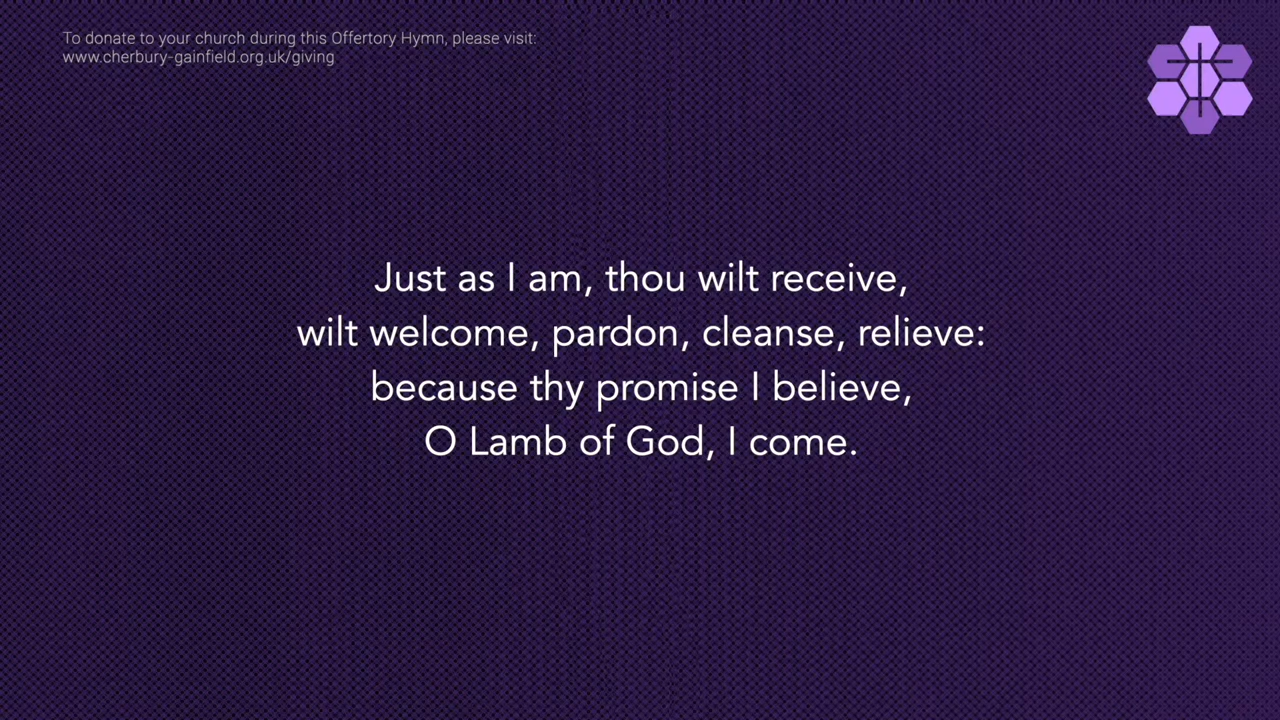 To donate to your church during this Offertory Hymn, please visit:
www.cherbury-gainfield.org.uk/giving
Just as I am, thou wilt receive,
wilt welcome, pardon, cleanse, relieve:
because thy promise I believe,
O Lamb of God, I come.